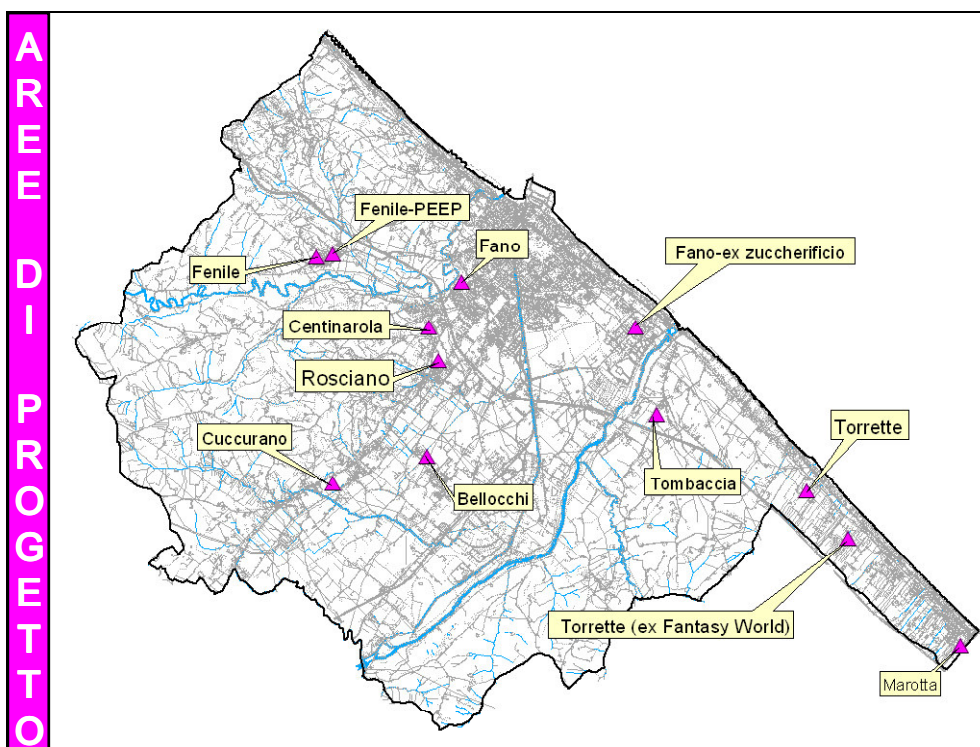 AREE DI PROGETTO
Fenile-PEEP
Fano
Fano-ex zuccherificio
Fenile
Centinarola
Rosciano
Torrette
Cuccurano
Bellocchi
Tombaccia
Torrette (ex Fantasy World)
Marotta